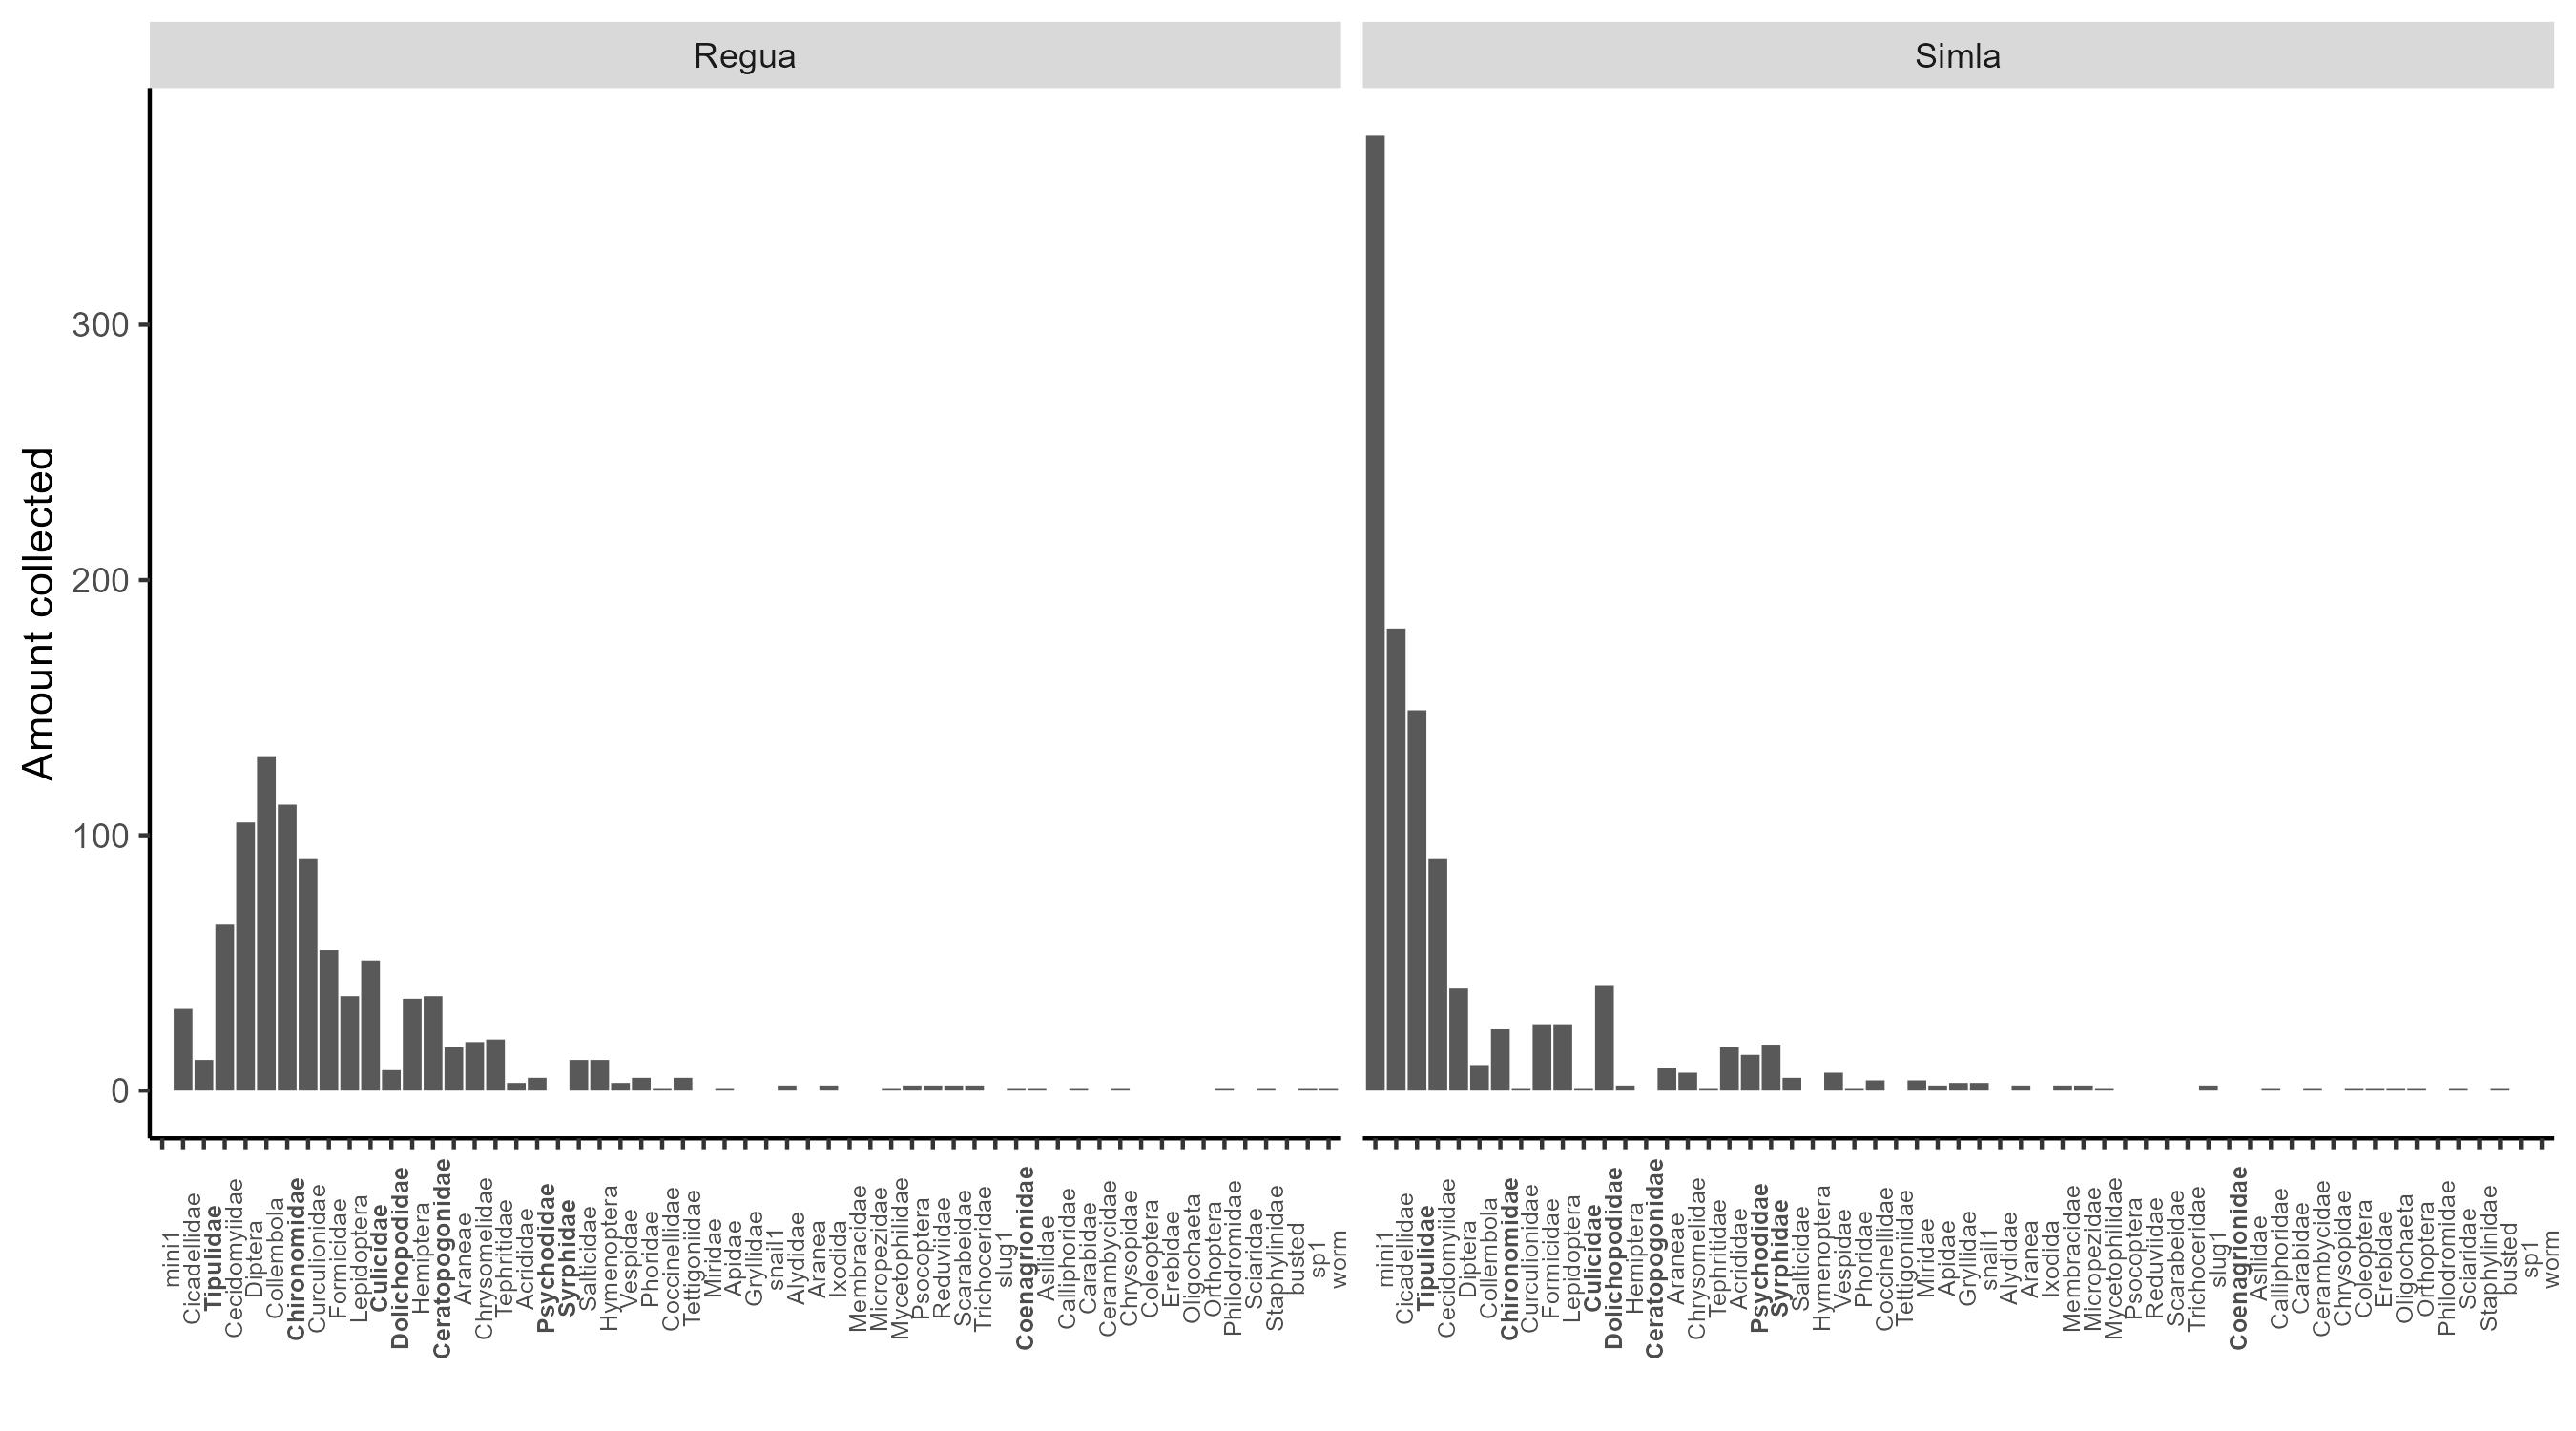 Regua
Simla
Amount collected
300
200
100
0
mini1
Cicadellidae
Tipulidae
Cecidomyiidae
Diptera
Collembola
Chironomidae
Curculionidae
Formicidae
Lepidoptera
Culicidae
Dolichopodidae
Hemiptera
Ceratopogonidae
Araneae
Chrysomelidae
Tephritidae
Acrididae
Psychodidae
Syrphidae
Salticidae
Hymenoptera
Vespidae
Phoridae
Coccinellidae
Tettigoniidae
Miridae
Apidae
Gryllidae
snail1
Alydidae
Aranea
Ixodida
Membracidae
Micropezidae
Mycetophilidae
Psocoptera
Reduviidae
Scarabeidae
Trichoceridae
slug1
Coenagrionidae
Asilidae
Calliphoridae
Carabidae
Cerambycidae
Chrysopidae
Coleoptera
Erebidae
Oligochaeta
Orthoptera
Philodromidae
Sciaridae
Staphylinidae
busted
sp1
worm
mini1
Cicadellidae
Tipulidae
Cecidomyiidae
Diptera
Collembola
Chironomidae
Curculionidae
Formicidae
Lepidoptera
Culicidae
Dolichopodidae
Hemiptera
Ceratopogonidae
Araneae
Chrysomelidae
Tephritidae
Acrididae
Psychodidae
Syrphidae
Salticidae
Hymenoptera
Vespidae
Phoridae
Coccinellidae
Tettigoniidae
Miridae
Apidae
Gryllidae
snail1
Alydidae
Aranea
Ixodida
Membracidae
Micropezidae
Mycetophilidae
Psocoptera
Reduviidae
Scarabeidae
Trichoceridae
slug1
Coenagrionidae
Asilidae
Calliphoridae
Carabidae
Cerambycidae
Chrysopidae
Coleoptera
Erebidae
Oligochaeta
Orthoptera
Philodromidae
Sciaridae
Staphylinidae
busted
sp1
worm